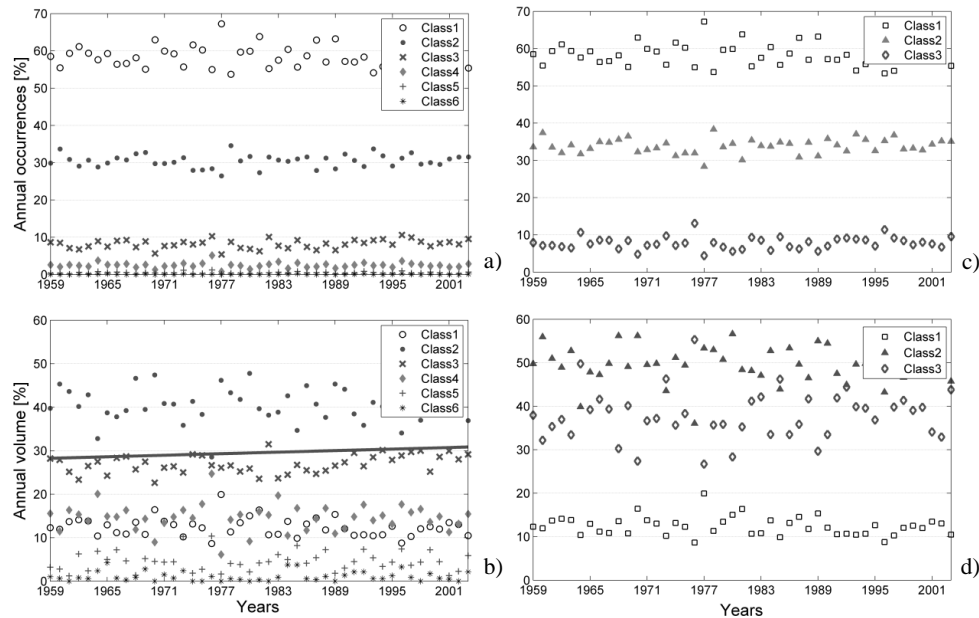 Annual occurrences [%]
70
60
50
40
30
20
10
0
Class1
Class2
Class3
Class4
Class5
Class6
1959 1965 1971 1977 1983 1989 1995 2001
a)
70
60
50
40
30
20
10
0
Class1
Class2
Class3
1959 1965 1971 1977 1983 1989 1995 2001
c)
Annual volume [%]
60
50
40
30
20
10
0
Class1
Class2
Class3
Class4
Class5
Class6
1959 1965 1971 1977 1983 1989 1995 2001
Years
b)
60
50
40
30
20
10
0
Class1
Class2
Class3
1959 1965 1971 1977 1983 1989 1995 2001
Years
d)